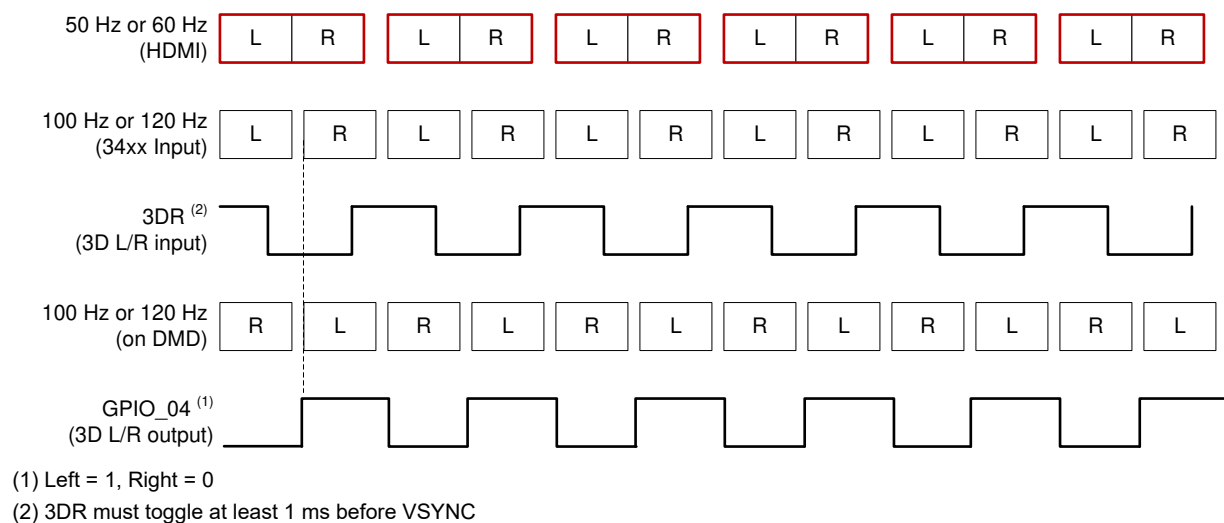 50 Hz or 60 Hz
(HDMI)
L R L R L R L R L R L R
100 Hz or 120 Hz
(34xx Input)
L R L R L R L R L R L R
3DR (2)
(3D L/R input)
100 Hz or 120 Hz
(on DMD)
R L R L R L R L R L R L
GPIO_04 (1)
(3D L/R output)
(1) Left = 1, Right = 0
(2) 3DR must toggle at least 1 ms before VSYNC